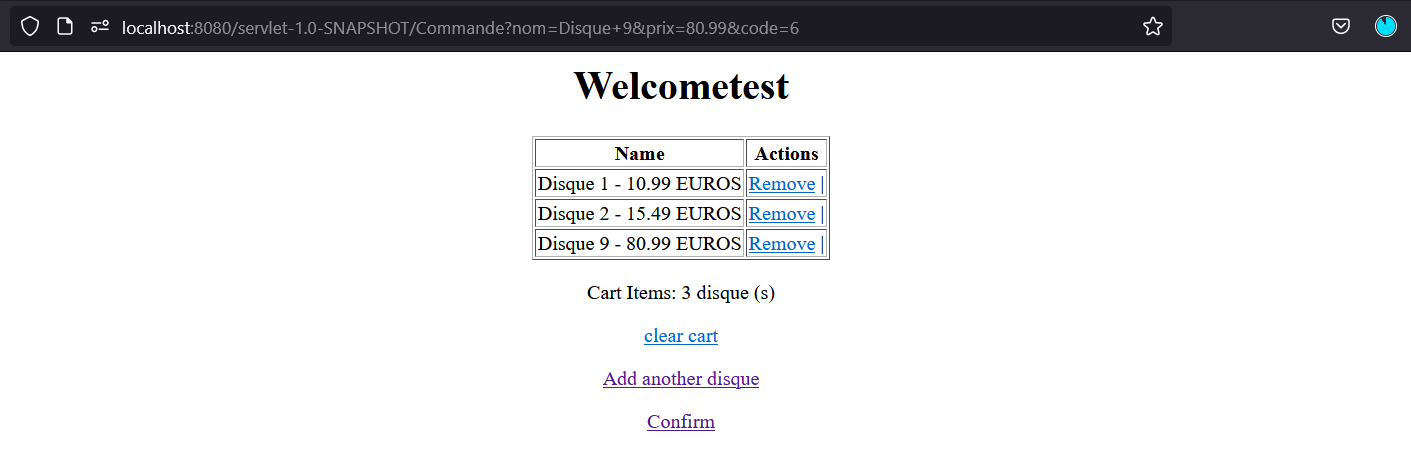 localhost:8080/servlet-1.0-SNAPSHOT/Commande?nom=Disque+9&prix=80.99&code=6
Welcometest
Name Actions
Disque 1 - 10.99 EUROS Remove |
Disque 2 - 15.49 EUROS Remove |
Disque 9 - 80.99 EUROS Remove |
Cart Items: 3 disque (s)
clear cart
Add another disque
Confirm